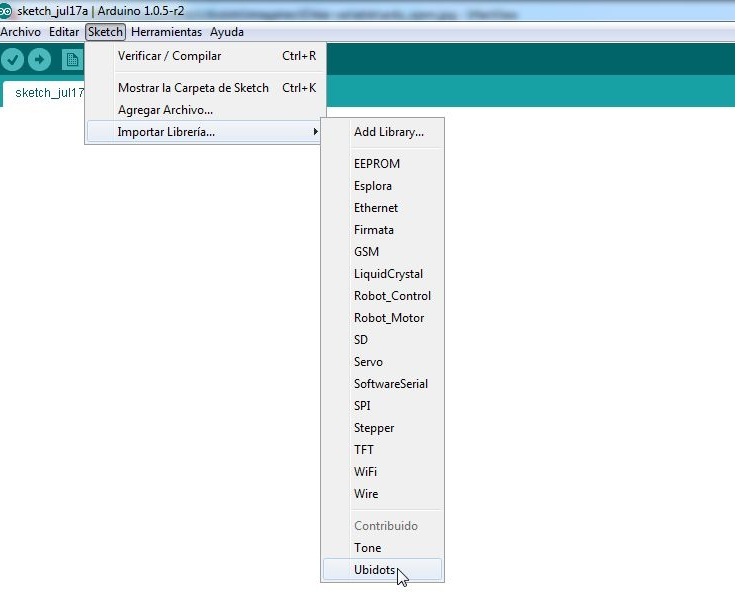 sketch_jul17a | Arduino 1.0.5-r2
Archivo Editar Sketch Herramientas Ayuda
Verificar / Compilar Ctrl+R
sketch_jul17
Mostrar la Carpeta de Sketch Ctrl+K
Agregar Archivo...
Importar Librería...
Add Library...
EEPROM
Esplora
Ethernet
Firmata
GSM
LiquidCrystal
Robot_Control
Robot_Motor
SD
Servo
SoftwareSerial
SPI
Stepper
TFT
WiFi
Wire
Contribuido
Tone
Ubidots